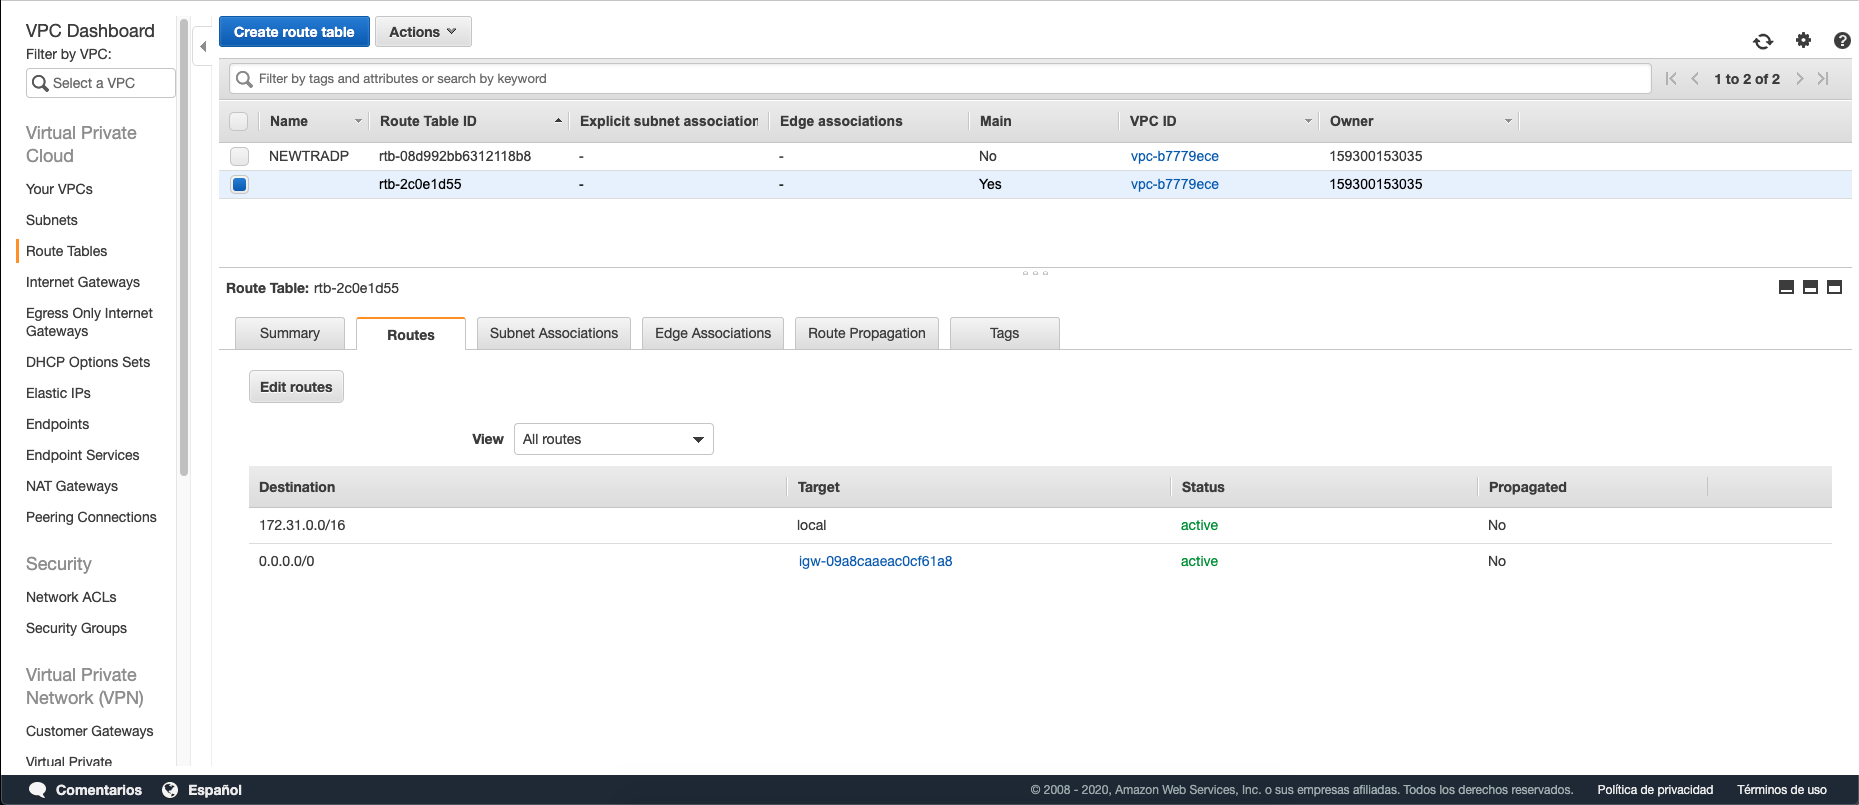 VPC Dashboard
Filter by VPC:
Select a VPC
Virtual Private
Cloud
Your VPCs
Subnets
Route Tables
Internet Gateways
Egress Only Internet
Gateways
DHCP Options Sets
Elastic IPs
Endpoints
Endpoint Services
NAT Gateways
Peering Connections
Security
Network ACLs
Security Groups
Virtual Private
Network (VPN)
Customer Gateways
Virtual Private
Create route table Actions
Filter by tags and attributes or search by keyword 1 to 2 of 2
Name Route Table ID Explicit subnet association Edge associations Main VPC ID Owner
NEWTRADP rtb-08d992bb6312118b8 - - No vpc-b7779ece 159300153035
rtb-2c0e1d55 - - Yes vpc-b7779ece 159300153035
Route Table: rtb-2c0e1d55
Summary Routes Subnet Associations Edge Associations Route Propagation Tags
Edit routes
View All routes
Destination Target Status Propagated
172.31.0.0/16 local active No
0.0.0.0/0 igw-09a8caaeac0cf61a8 active No
Comentarios Español © 2008 - 2020, Amazon Web Services, Inc. o sus empresas afiliadas. Todos los derechos reservados. Política de privacidad Términos de uso